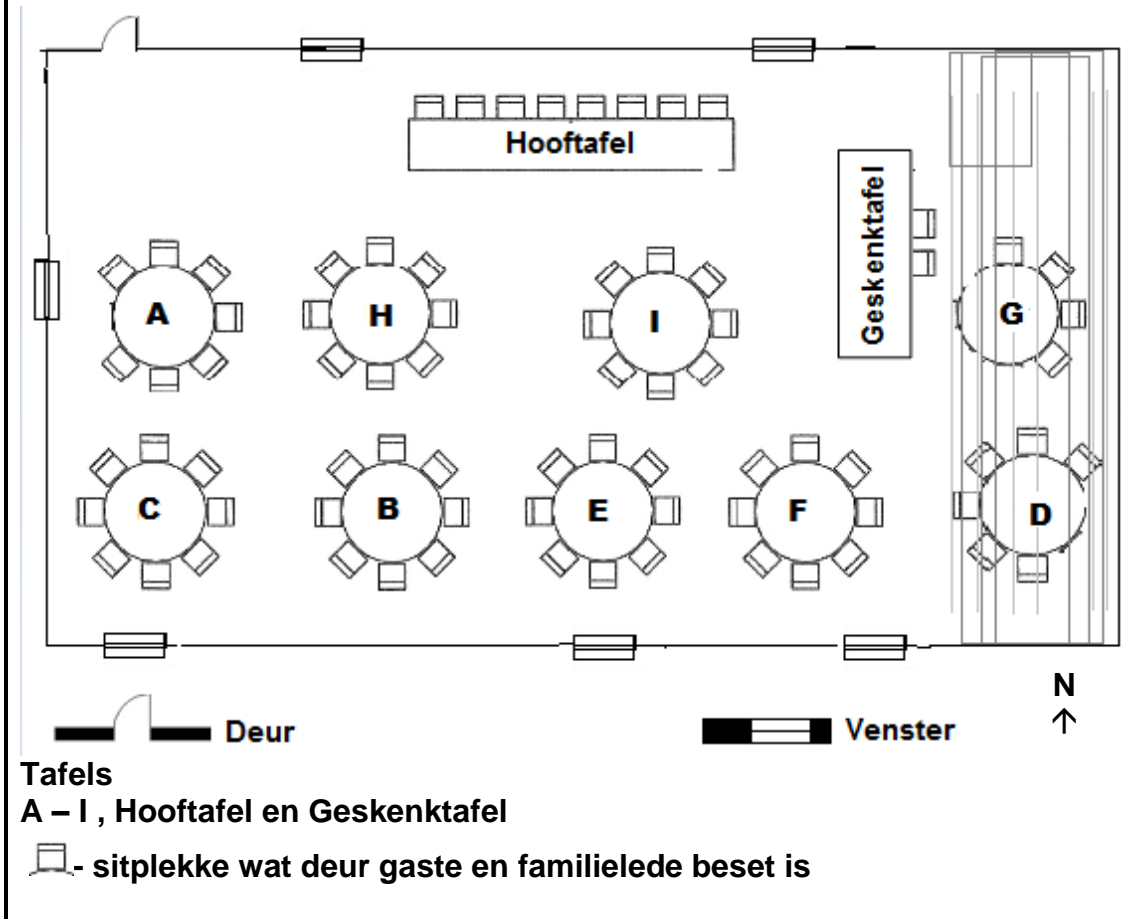 Hooftafel
Geskenktafel
A
H
I
G
C
B
E
F
D
N
↑
Deur
Venster
Tafels
A – I , Hooftafel en Geskenktafel
- sitplekke wat deur gaste en familielede beset is